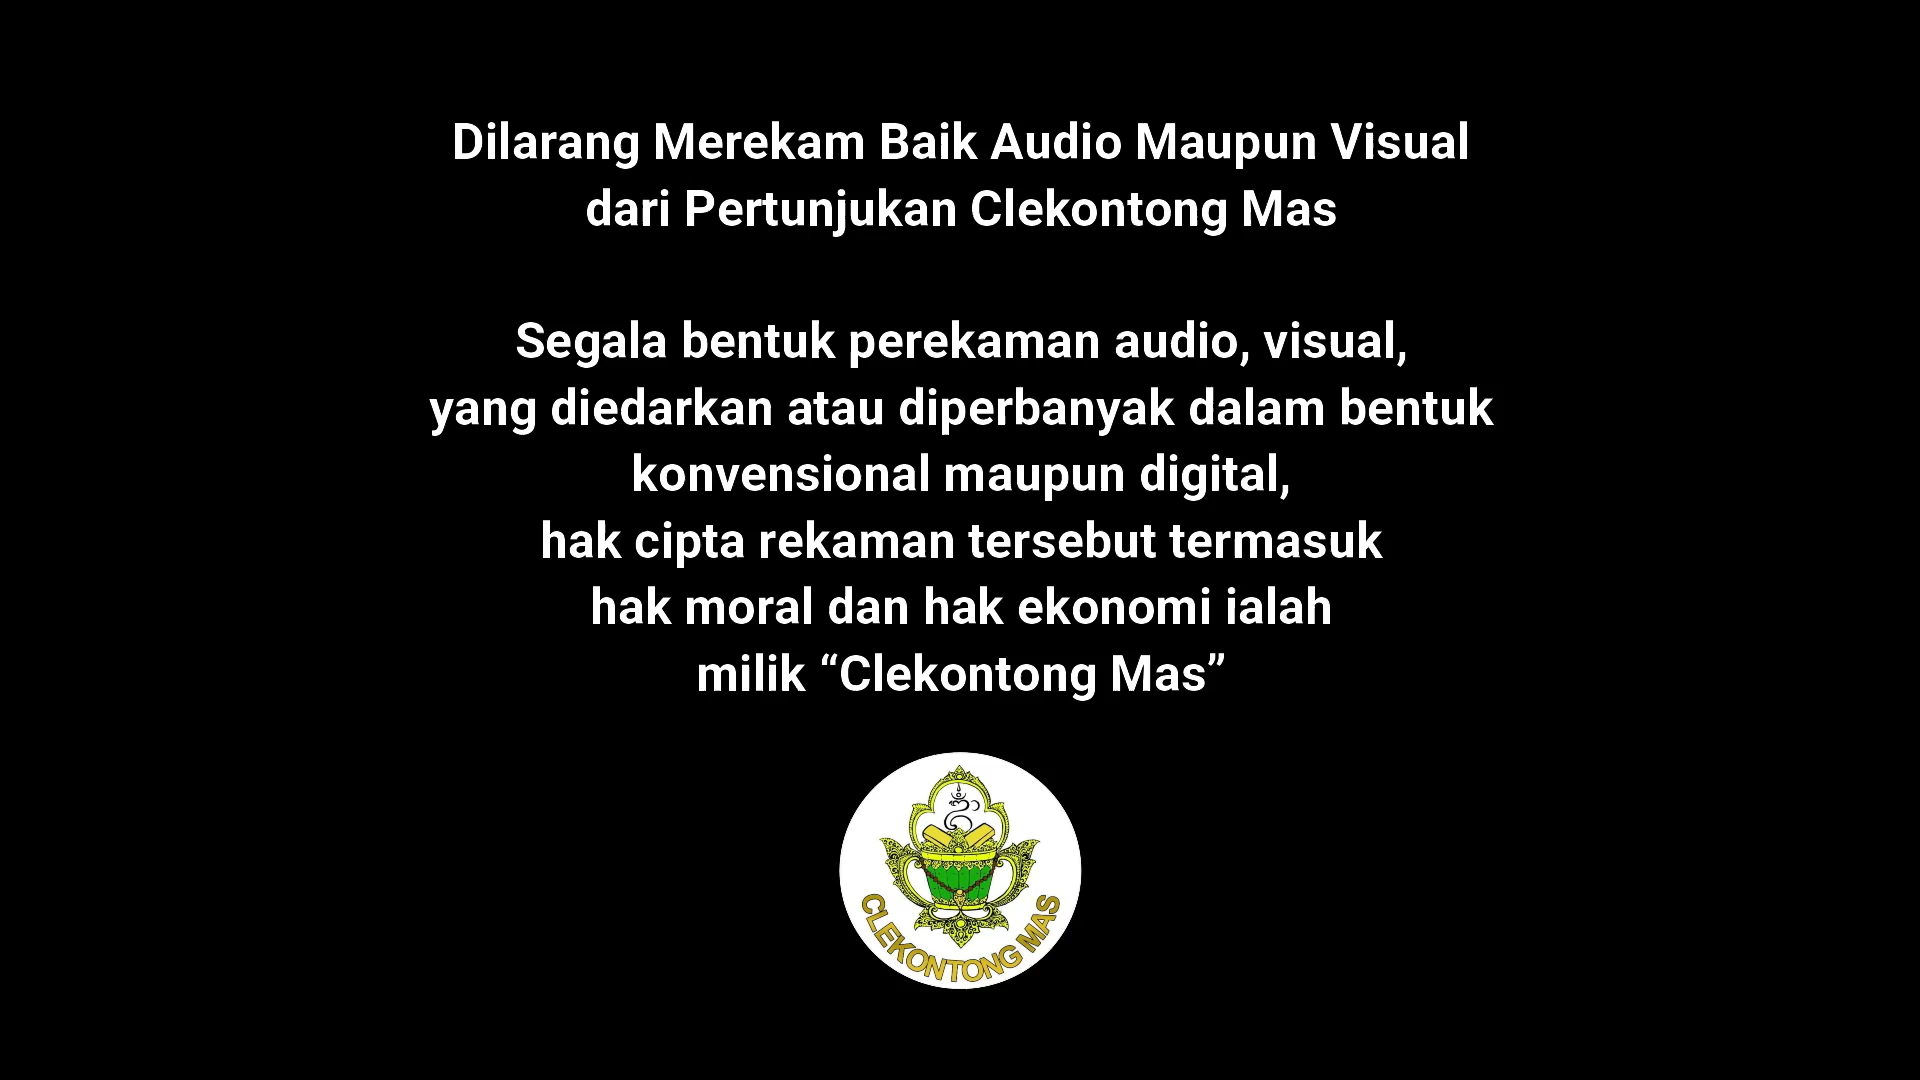 Dilarang Merekam Baik Audio Maupun Visual
dari Pertunjukan Clekontong Mas
Segala bentuk perekaman audio, visual,
yang diedarkan atau diperbanyak dalam bentuk
konvensional maupun digital,
hak cipta rekaman tersebut termasuk
hak moral dan hak ekonomi ialah
milik “Clekontong Mas”
CLEKONTONG MAS